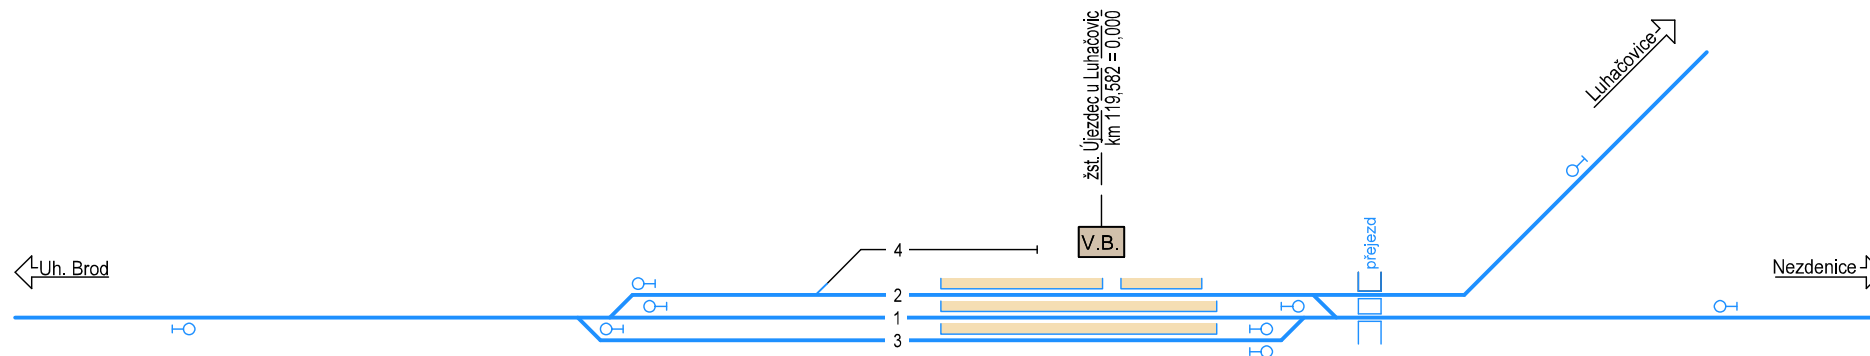 žst. Újezdec u Luhačovic
km 119,582 = 0,000
Luhačovice
V.B.
přejezd
4
Uh. Brod
Nezdenice
2
1
3